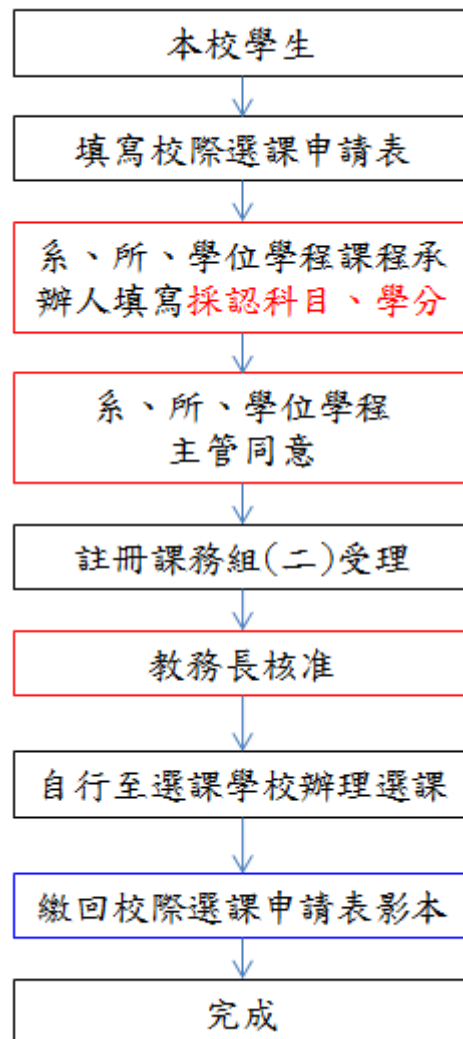 本校學生
填寫校際選課申請表
系、所、學位學程課程承
辦人填寫採認科目、學分
系、所、學位學程
主管同意
註冊課務組(二)受理
教務長核准
自行至選課學校辦理選課
繳回校際選課申請表影本
完成